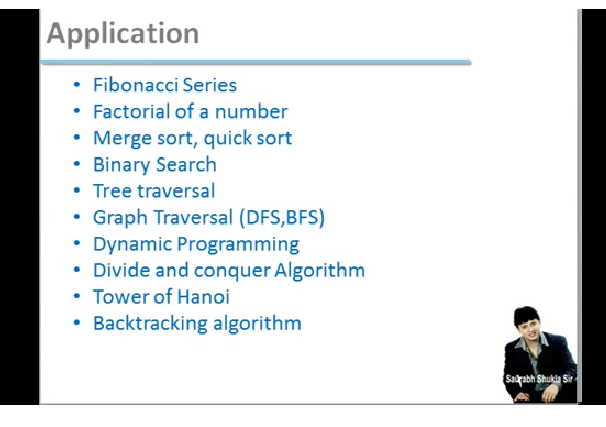 Application
• Fibonacci Series
• Factorial of a number
• Merge sort, quick sort
• Binary Search
• Tree traversal
• Graph Traversal (DFS,BFS)
• Dynamic Programming
• Divide and conquer Algorithm
• Tower of Hanoi
• Backtracking algorithm
Saurabh Shukla Sir